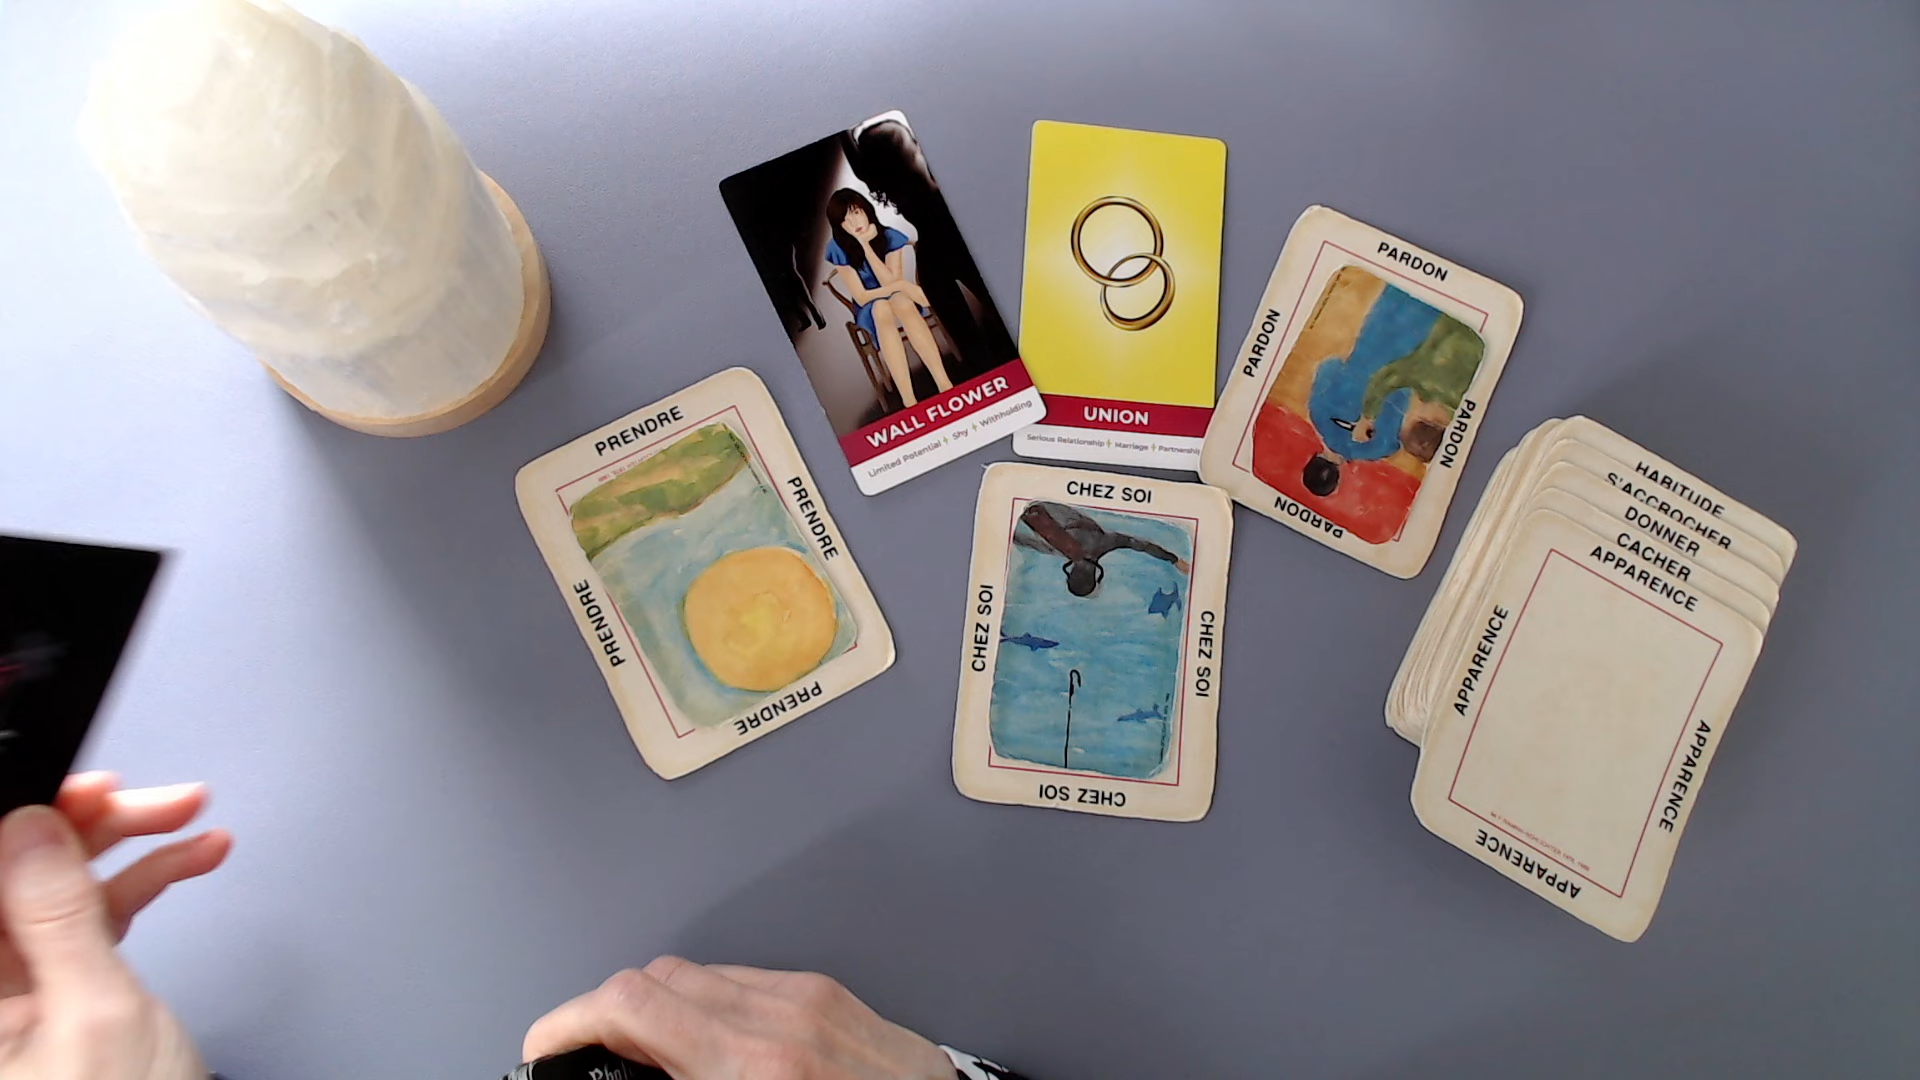 WALL FLOWER
Limited Potential + Shy + Withholding
UNION
Serious Relationship + Marriage + Partnership
PARDON
PARDON
PARDON
PARDON
PRENDRE
PRENDRE
PRENDRE
PRENDRE
CHEZ SOI
CHEZ SOI
CHEZ SOI
CHEZ SOI
HABITUDE
S'ACCROCHER
DONNER
CACHER
APPARENCE
APPARENCE
APPARENCE
APPARENCE